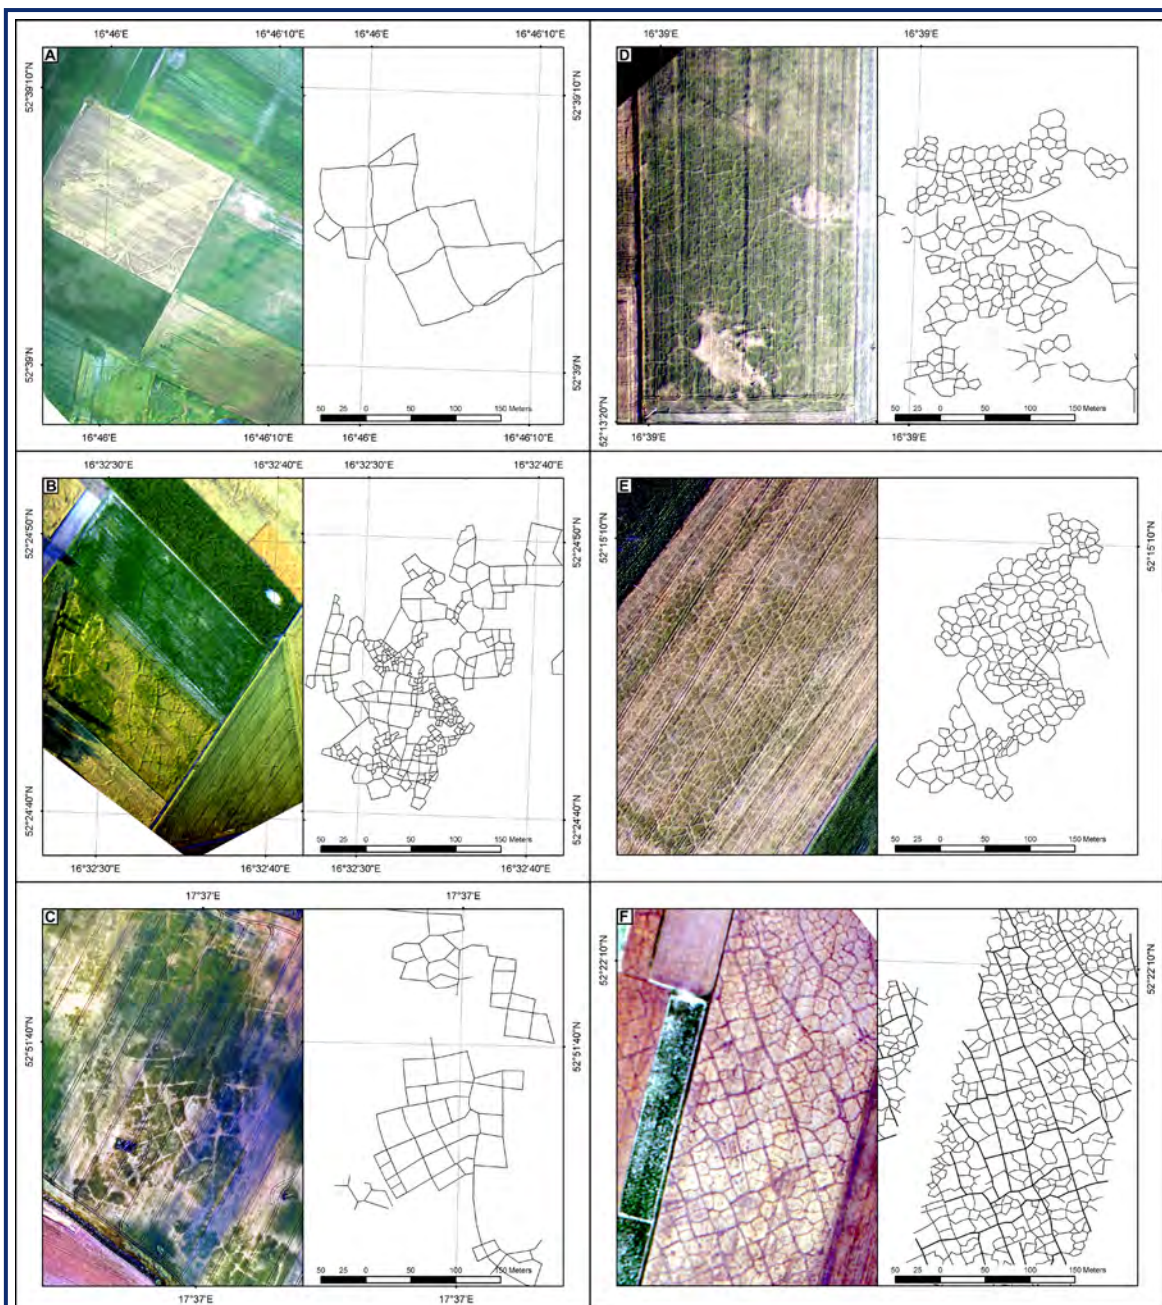 A
16°46'E 16°46'10"E 16°46'E 16°46'10"E
52°39'10"N 52°39'10"N
52°39'N 52°39'N
50 25 0 50 100 150 Meters
16°46'E 16°46'10"E 16°46'E 16°46'10"E
B
16°32'30"E 16°32'40"E 16°32'30"E 16°32'40"E
52°24'50"N 52°24'50"N
52°24'40"N 52°24'40"N
50 25 0 50 100 150 Meters
16°32'30"E 16°32'40"E 16°32'30"E 16°32'40"E
C
17°37'E 17°37'E
52°51'40"N 52°51'40"N
50 25 0 50 100 150 Meters
17°37'E 17°37'E
D
16°39'E 16°39'E
52°13'20"N
50 25 0 50 100 150 Meters
16°39'E 16°39'E
E
52°15'10"N 52°15'10"N
50 25 0 50 100 150 Meters
F
52°22'10"N 52°22'10"N
50 25 0 50 100 150 Meters